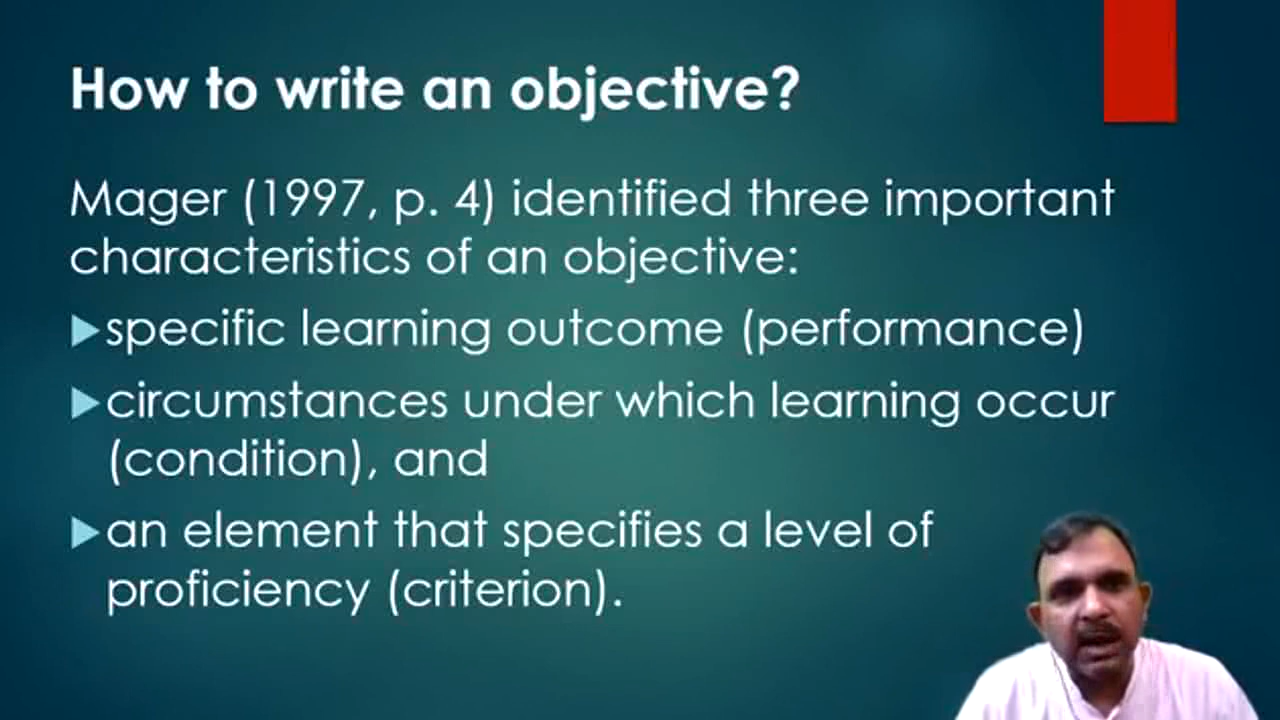 How to write an objective?
Mager (1997, p. 4) identified three important
characteristics of an objective:
specific learning outcome (performance)
circumstances under which learning occur
(condition), and
an element that specifies a level of
proficiency (criterion).